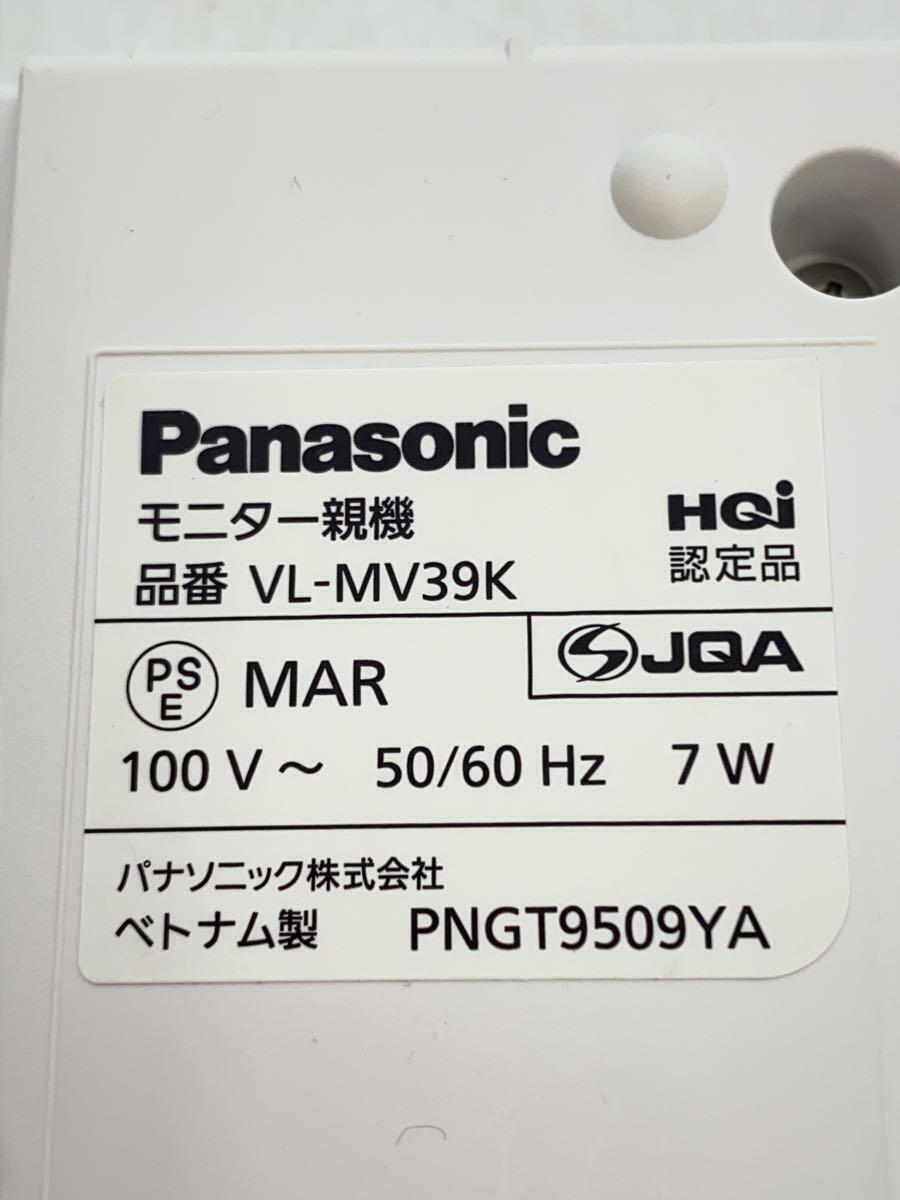 Panasonic
モニター親機
HQi
品番 VL-MV39K
認定品
PSE MAR
JQA
100 V ～ 50/60 Hz 7 W
パナソニック株式会社
ベトナム製 PNGT9509YA